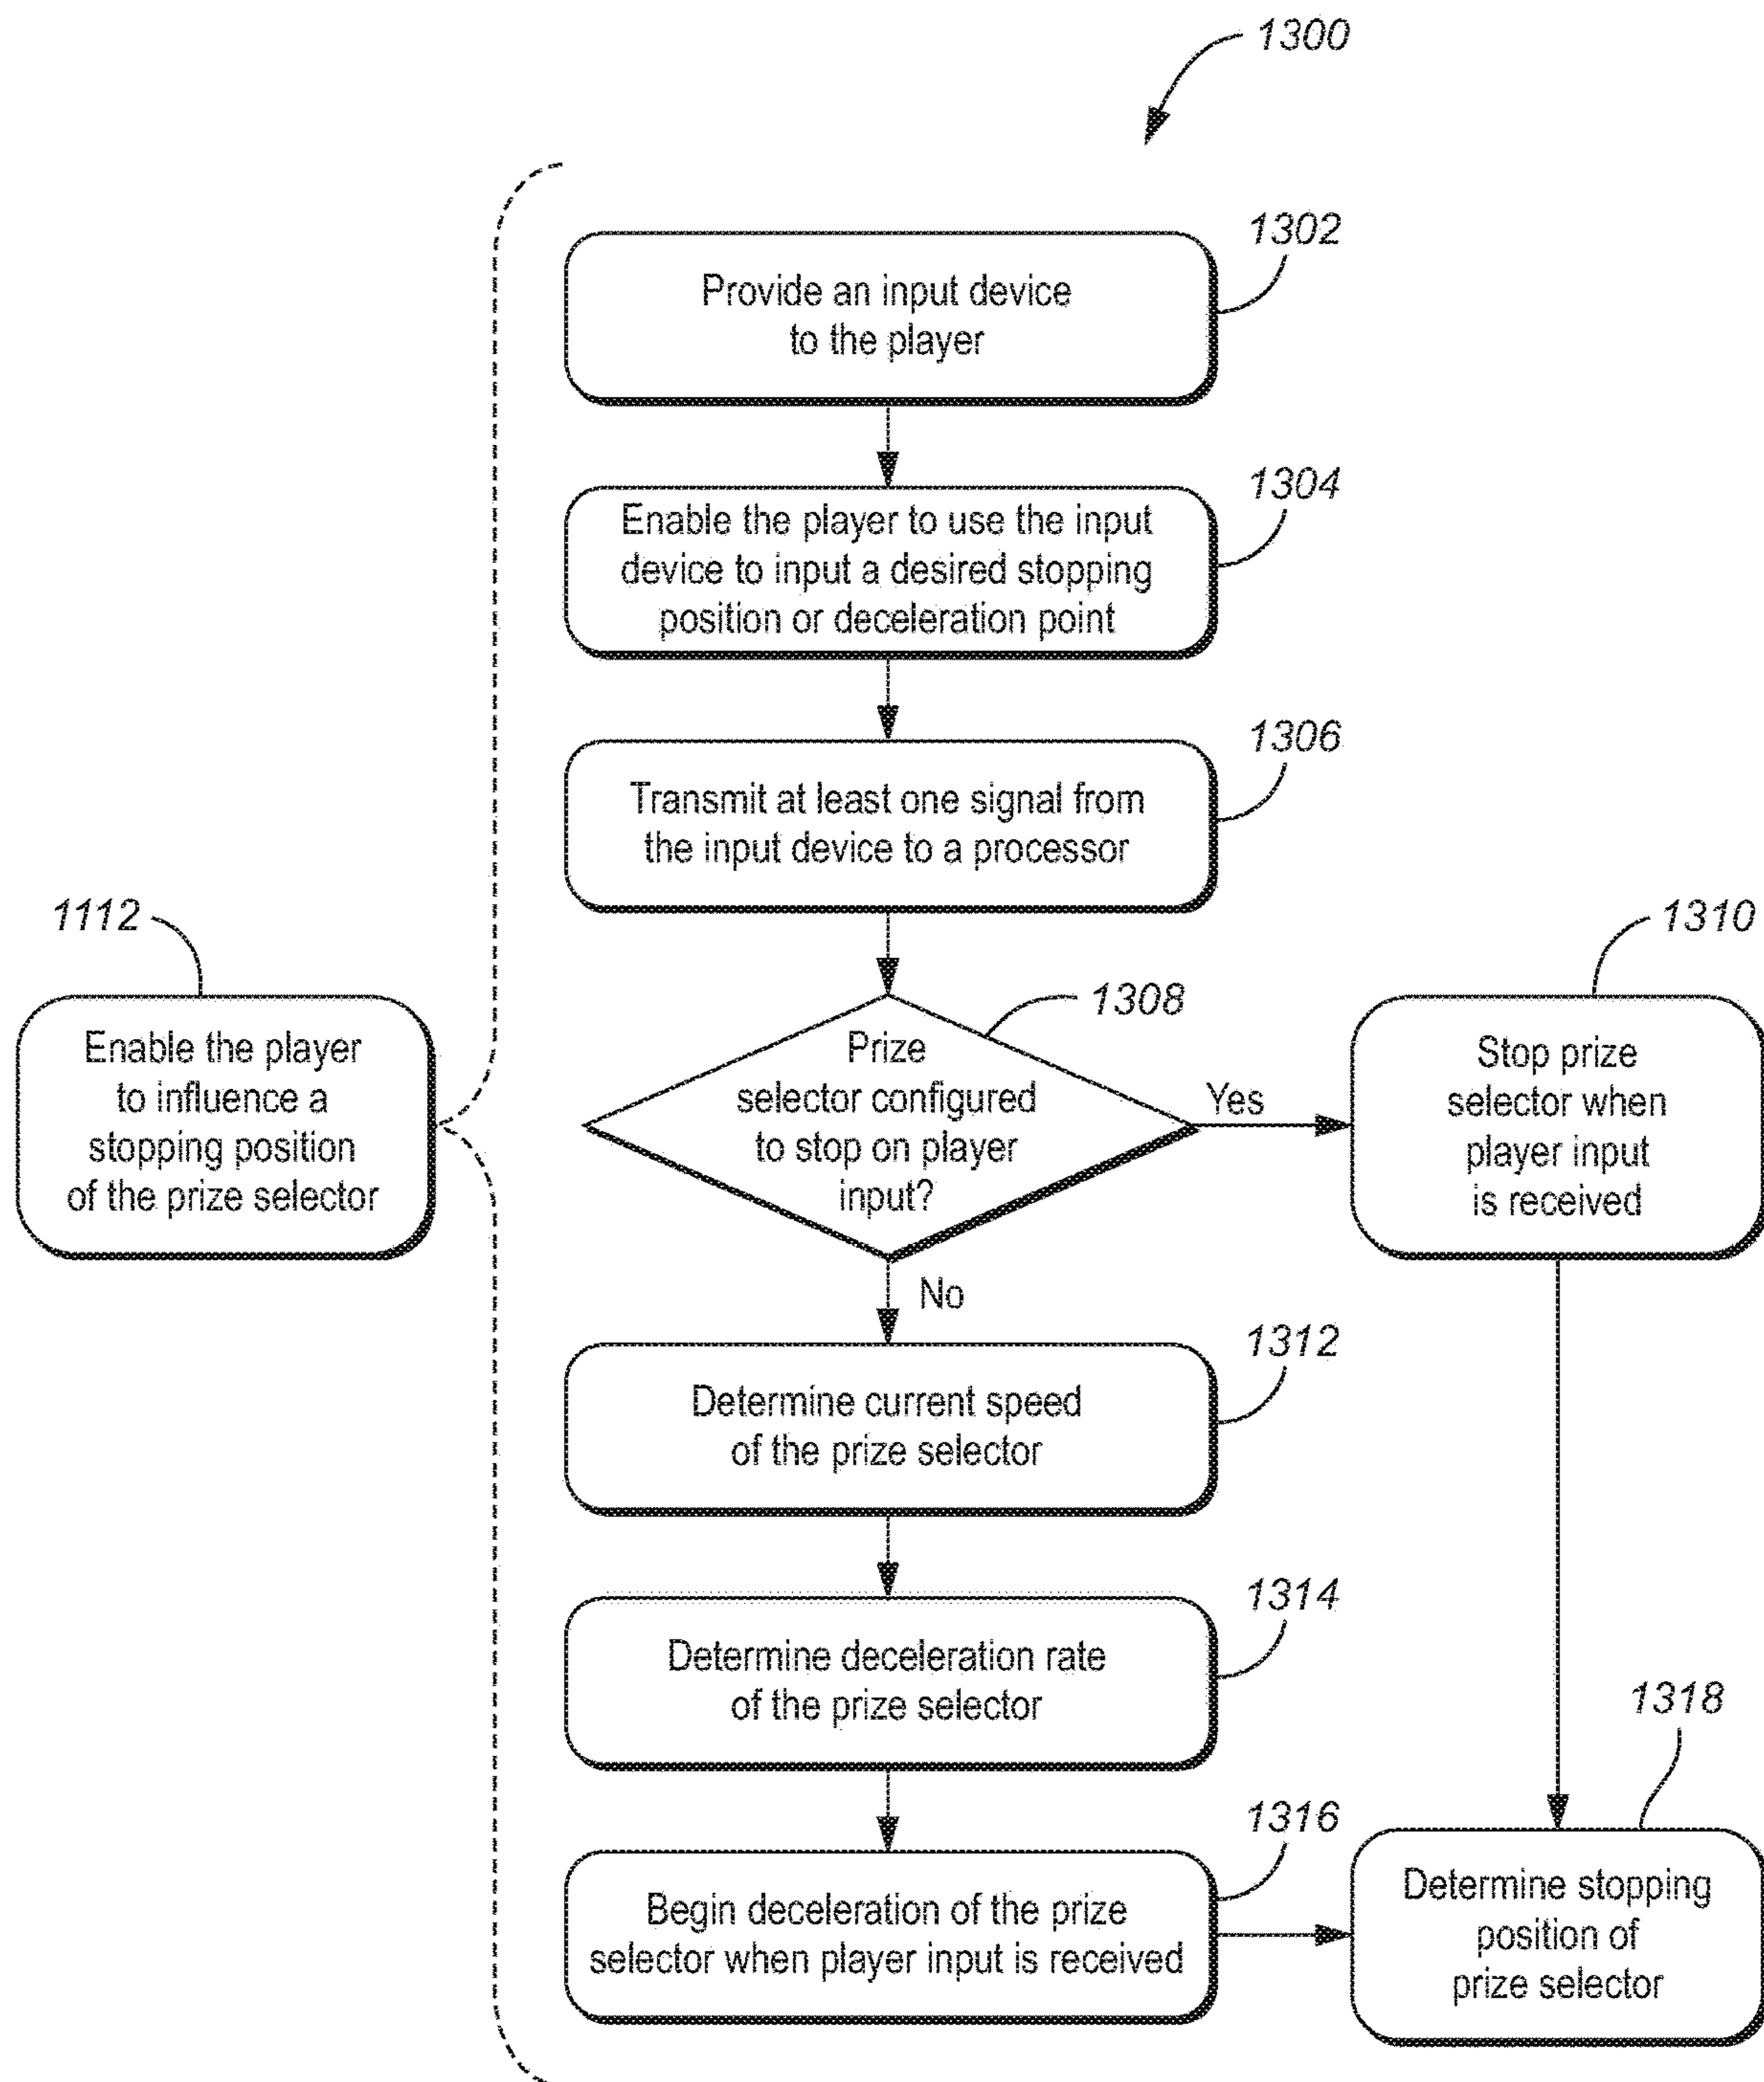 1300
1302
Provide an input device
to the player
1304
Enable the player to use the input
device to input a desired stopping
position or deceleration point
1306
Transmit at least one signal from
the input device to a processor
1112
Enable the player
to influence a
stopping position
of the prize selector
1308
Prize
selector configured
to stop on player
input?
Yes
1310
Stop prize
selector when
player input
is received
No
1312
Determine current speed
of the prize selector
1314
Determine deceleration rate
of the prize selector
1316
Begin deceleration of the prize
selector when player input is received
1318
Determine stopping
position of
prize selector